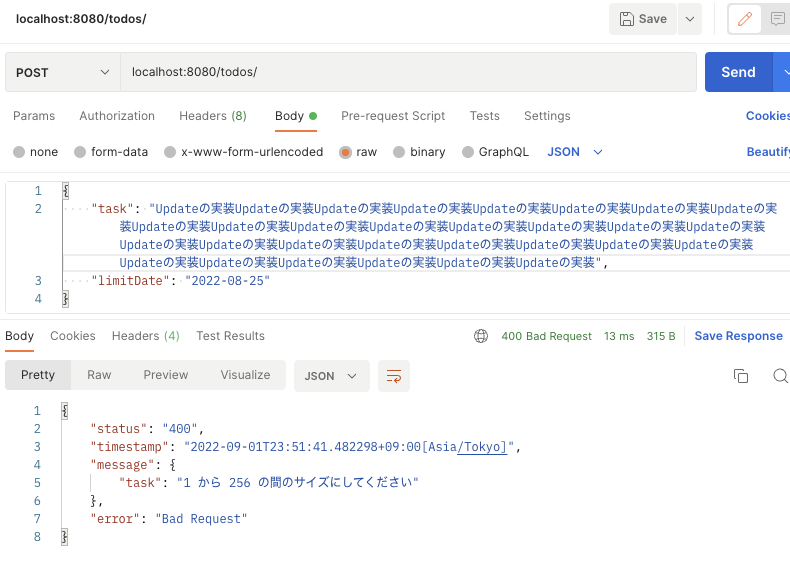 localhost:8080/todos/
Save
POST
localhost:8080/todos/
Send
Params Authorization Headers (8) Body Pre-request Script Tests Settings Cookies
none form-data x-www-form-urlencoded raw binary GraphQL JSON Beautify
1 {
2 "task": "Updateの実装Updateの実装Updateの実装Updateの実装Updateの実装Updateの実装Updateの実装Updateの実
装Updateの実装Updateの実装Updateの実装Updateの実装Updateの実装Updateの実装Updateの実装Updateの実装
Updateの実装Updateの実装Updateの実装Updateの実装Updateの実装Updateの実装Updateの実装Updateの実装
Updateの実装Updateの実装Updateの実装Updateの実装Updateの実装Updateの実装",
3 "limitDate": "2022-08-25"
4 }
Body Cookies Headers (4) Test Results 400 Bad Request 13 ms 315 B Save Response
Pretty Raw Preview Visualize JSON
1 {
2 "status": "400",
3 "timestamp": "2022-09-01T23:51:41.482298+09:00[Asia/Tokyo]",
4 "message": {
5 "task": "1 から 256 の間のサイズにしてください"
6 },
7 "error": "Bad Request"
8 }